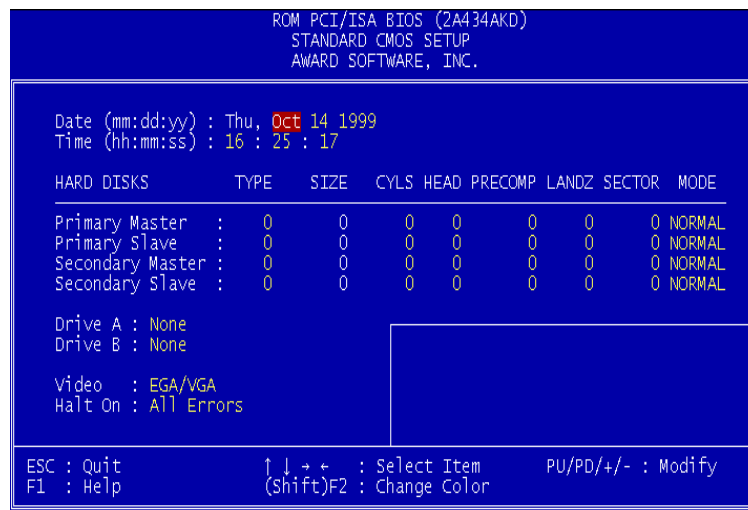 ROM PCI/ISA BIOS (2A434AKD)
STANDARD CMOS SETUP
AWARD SOFTWARE, INC.
Date (mm:dd:yy) : Thu, Oct 14 1999
Time (hh:mm:ss) : 16 : 25 : 17
HARD DISKS TYPE SIZE CYLS HEAD PRECOMP LANDZ SECTOR MODE
Primary Master : 0 0 0 0 0 0 0 NORMAL
Primary Slave : 0 0 0 0 0 0 0 NORMAL
Secondary Master : 0 0 0 0 0 0 0 NORMAL
Secondary Slave : 0 0 0 0 0 0 0 NORMAL
Drive A : None
Drive B : None
Video : EGA/VGA
Halt On : All Errors
ESC : Quit ↑ ↓ → ← : Select Item PU/PD/+/- : Modify
F1 : Help (Shift)F2 : Change Color